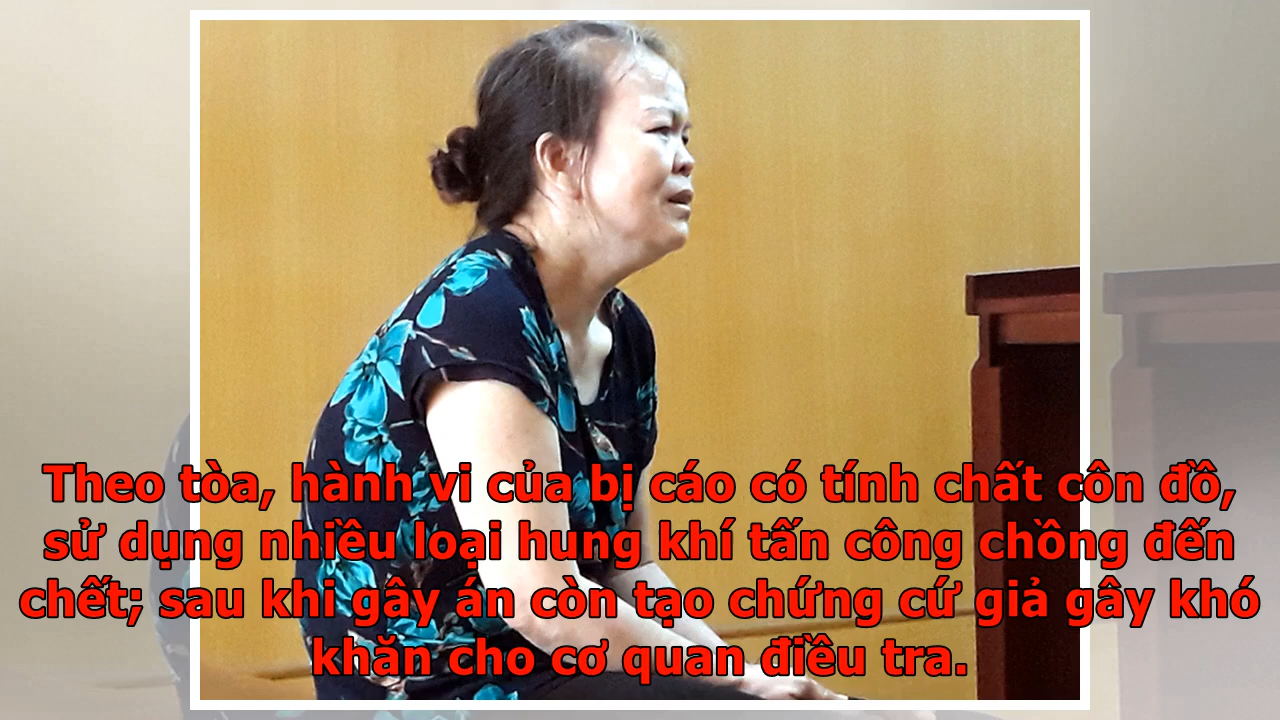 Theo tòa, hành vi của bị cáo có tính chất côn đồ,
sử dụng nhiều loại hung khí tấn công chồng đến
chết; sau khi gây án còn tạo chứng cứ giả gây khó
khăn cho cơ quan điều tra.